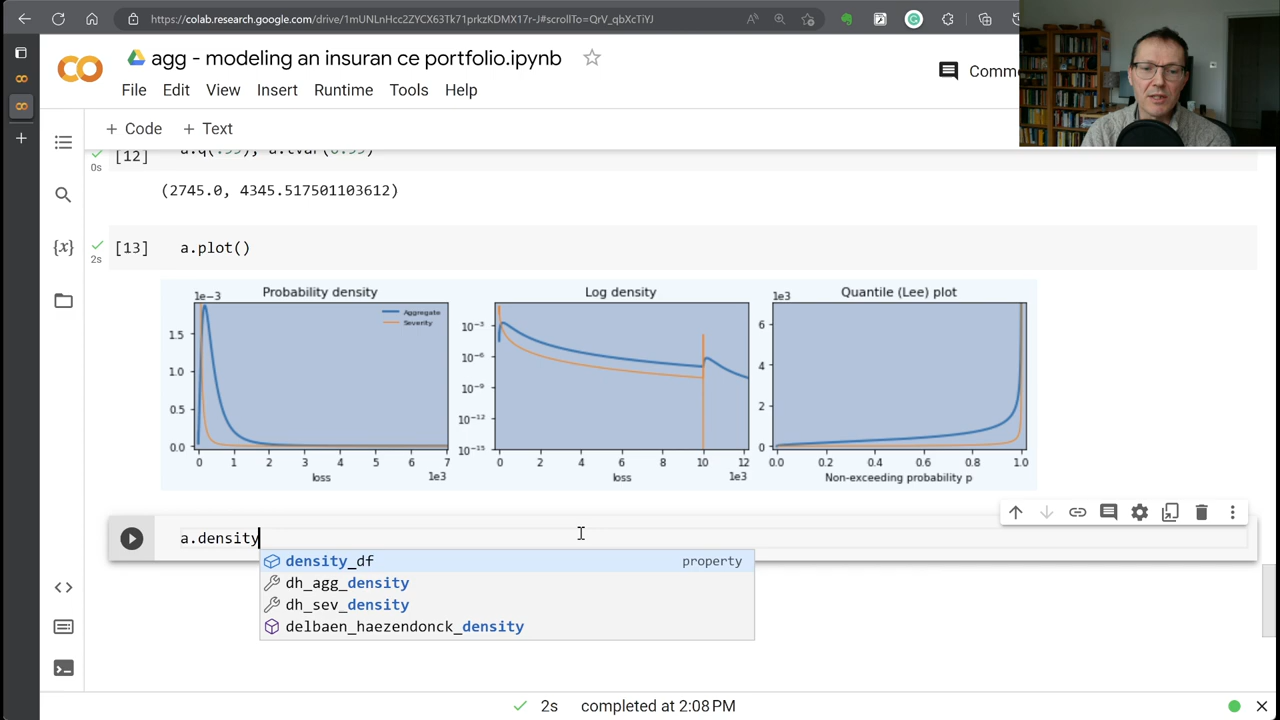 https://colab.research.google.com/drive/1mUNLnHcc2ZYCX63Tk71prkzKDMX17r-J#scrollTo=QrV_qbXcTiYJ
agg - modeling an insuran ce portfolio.ipynb
File Edit View Insert Runtime Tools Help
Comme
+ Code + Text
[12] a.q(.99), a.tvar(0.99)
0s
(2745.0, 4345.517501103612)
[13] a.plot()
2s
Probability density
1e−3
Aggregate
Severity
1.5
1.0
0.5
0.0
0 1 2 3 4 5 6 7
loss
1e3
Log density
10−3
10−6
10−9
10−12
10−15
0 2 4 6 8 10 12
loss
1e3
Quantile (Lee) plot
1e3
6
4
2
0
0.0 0.2 0.4 0.6 0.8 1.0
Non-exceeding probability p
a.density
density_df property
dh_agg_density
dh_sev_density
delbaen_haezendonck_density
{x}
2s completed at 2:08 PM